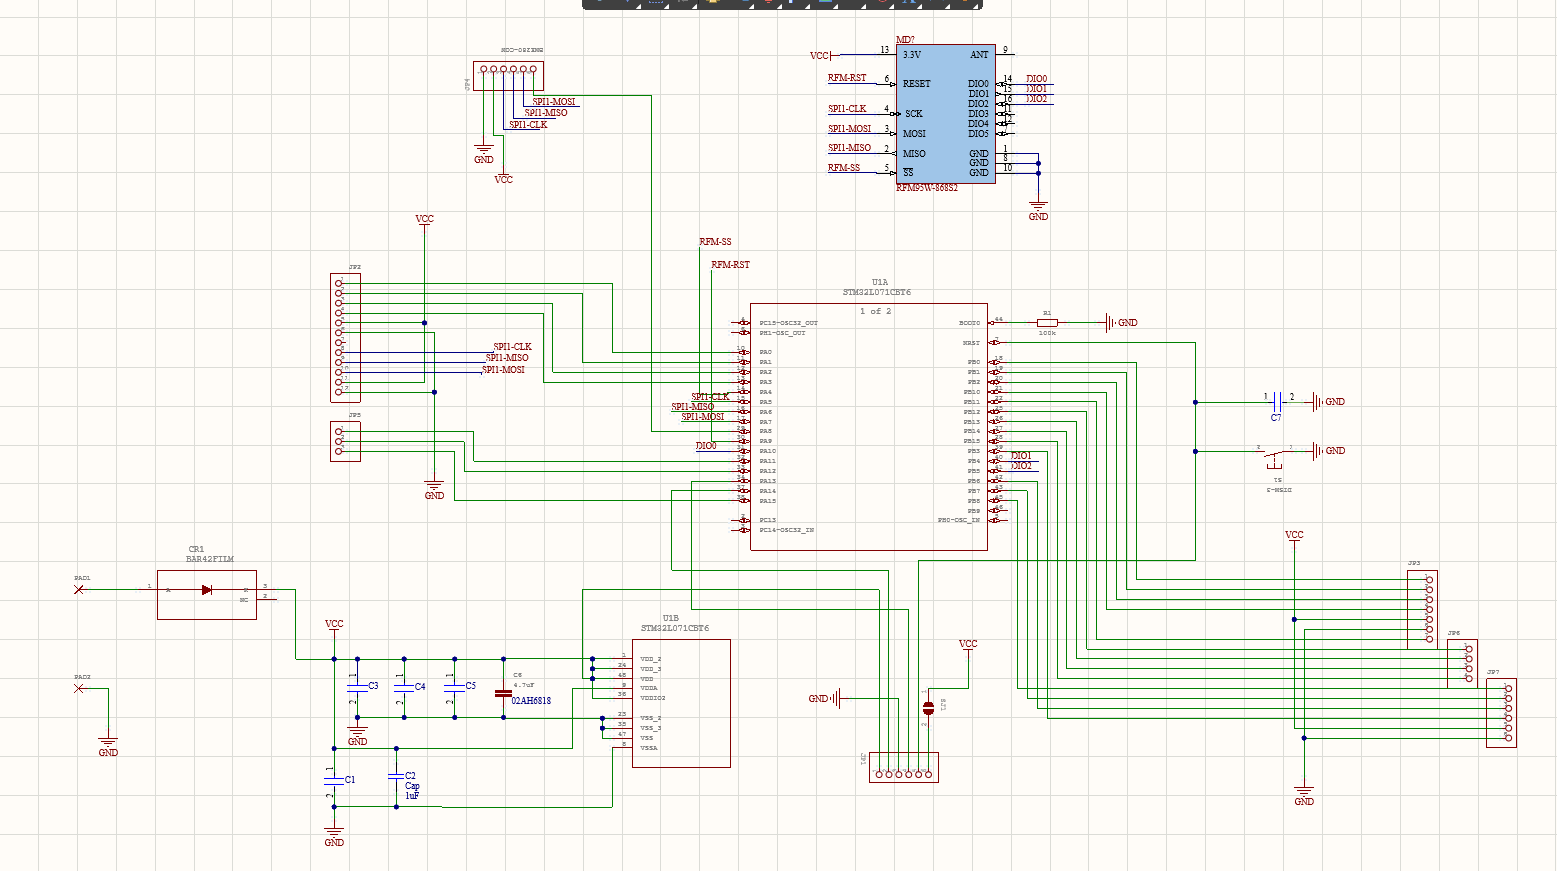 MD?
VCC
13
3.3V
ANT
9
RFM-RST
6
RESET
DIO0
14
DIO0
DIO1
15
DIO1
DIO2
16
DIO2
SPI1-CLK
4
SCK
DIO3
11
DIO4
12
SPI1-MOSI
3
MOSI
DIO5
SPI1-MISO
2
MISO
GND
1
GND
8
RFM-SS
5
SS
GND
10
RFM95W-868S2
GND
JP4
SPI1-MOSI
SPI1-MISO
SPI1-CLK
GND
VCC
VCC
RFM-SS
RFM-RST
JP2
SPI1-CLK
SPI1-MISO
SPI1-MOSI
JP5
GND
U1A
STM32L071CBT6
1 of 2
PC15-OSC32_OUT
PH1-OSC_OUT
PA0
PA1
PA2
PA3
PA4
SPI1-CLK
PA5
SPI1-MISO
PA6
SPI1-MOSI
PA7
PA8
PA9
DIO0
PA10
PA11
PA12
PA13
PA14
PA15
PC13
PC14-OSC32_IN
BOOT0
44
NRST
PB0
PB1
PB2
PB10
PB11
PB12
PB13
PB14
PB15
PB3
PB4
DIO1
PB5
DIO2
PB6
PB7
PB8
PB9
PH0-OSC_IN
R1
100k
GND
1
2
C7
GND
GND
S1
VCC
JP3
JP6
JP7
GND
CR1
BAR42FILM
PAD1
1
A
K
3
NC
2
PAD2
GND
VCC
C3
C4
C5
C6
4.7uF
02AH6818
GND
C1
C2
Cap
1uF
GND
U1B
STM32L071CBT6
1
VDD_2
24
VDD_3
48
VDD
9
VDDA
36
VDDIO2
23
VSS_2
35
VSS_3
47
VSS
8
VSSA
GND
VCC
SJ1
JP1